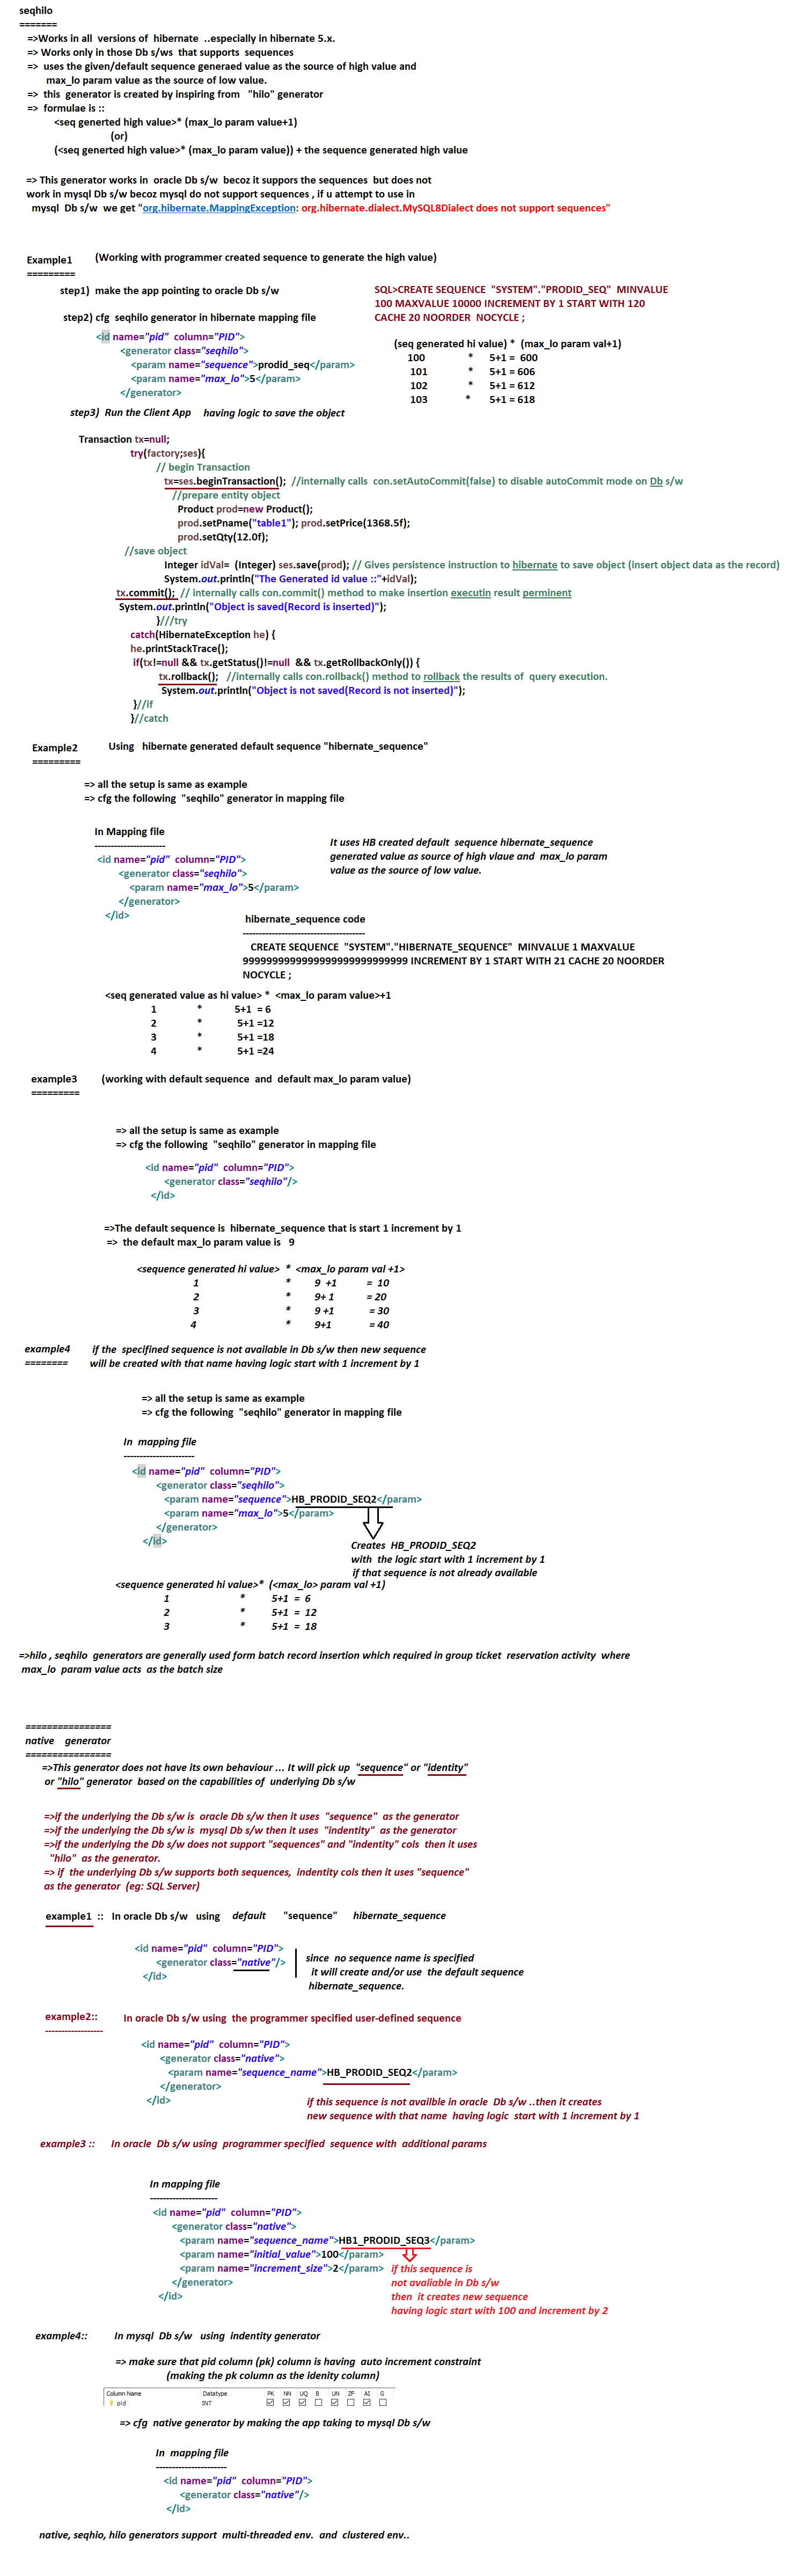 seqhilo
=======
=>Works in all  versions of  hibernate  ..especially in hibernate 5.x.
=> Works only in those Db s/ws  that supports  sequences
=>  uses the given/default sequence generaed value as the source of high value and
max_lo param value as the source of low value.
=>  this  generator is created by inspiring from   "hilo" generator
=>  formulae is ::
<seq generted high value>* (max_lo param value+1)
(or)
(<seq generted high value>* (max_lo param value)) + the sequence generated high value
=> This generator works in  oracle Db s/w  becoz it suppors the sequences  but does not
work in mysql Db s/w becoz mysql do not support sequences , if u attempt to use in
mysql  Db s/w  we get "org.hibernate.MappingException: org.hibernate.dialect.MySQL8Dialect does not support sequences"
Example1        (Working with programmer created sequence to generate the high value)
=========
step1)  make the app pointing to oracle Db s/w
SQL>CREATE SEQUENCE  "SYSTEM"."PRODID_SEQ"  MINVALUE
100 MAXVALUE 10000 INCREMENT BY 1 START WITH 120
CACHE 20 NOORDER  NOCYCLE ;
step2) cfg  seqhilo generator in hibernate mapping file
<id name="pid"  column="PID">
<generator class="seqhilo">
<param name="sequence">prodid_seq</param>
<param name="max_lo">5</param>
</generator>
(seq generated hi value) *  (max_lo param val+1)
100                *      5+1 =  600
101               *      5+1 = 606
102               *      5+1 = 612
103              *       5+1 = 618
step3)  Run the Client App    having logic to save the object
Transaction tx=null;
try(factory;ses){
// begin Transaction
tx=ses.beginTransaction();  //internally calls  con.setAutoCommit(false) to disable autoCommit mode on Db s/w
//prepare entity object
Product prod=new Product();
prod.setPname("table1"); prod.setPrice(1368.5f);
prod.setQty(12.0f);
//save object
Integer idVal=  (Integer) ses.save(prod); // Gives persistence instruction to hibernate to save object (insert object data as the record)
System.out.println("The Generated id value ::"+idVal);
tx.commit();  // internally calls con.commit() method to make insertion executin result perminent
System.out.println("Object is saved(Record is inserted)");
}///try
catch(HibernateException he) {
he.printStackTrace();
if(tx!=null && tx.getStatus()!=null  && tx.getRollbackOnly()) {
tx.rollback();   //internally calls con.rollback() method to rollback the results of  query execution.
System.out.println("Object is not saved(Record is not inserted)");
}//if
}//catch
Example2          Using   hibernate generated default sequence "hibernate_sequence"
=========
=> all the setup is same as example
=> cfg the following  "seqhilo" generator in mapping file
In Mapping file
----------------------
<id name="pid"  column="PID">
<generator class="seqhilo">
<param name="max_lo">5</param>
</generator>
</id>
It uses HB created default  sequence hibernate_sequence
generated value as source of high vlaue and  max_lo param
value as the source of low value.
hibernate_sequence code
--------------------------------------
CREATE SEQUENCE  "SYSTEM"."HIBERNATE_SEQUENCE"  MINVALUE 1 MAXVALUE
9999999999999999999999999999 INCREMENT BY 1 START WITH 21 CACHE 20 NOORDER
NOCYCLE ;
<seq generated value as hi value> *  <max_lo param value>+1
1              *            5+1  = 6
2              *             5+1 =12
3              *             5+1 =18
4              *             5+1 =24
example3        (working with default sequence  and  default max_lo param value)
=========
=> all the setup is same as example
=> cfg the following  "seqhilo" generator in mapping file
<id name="pid"  column="PID">
<generator class="seqhilo"/>
</id>
=>The default sequence is  hibernate_sequence that is start 1 increment by 1
=>  the default max_lo param value is   9
<sequence generated hi value>  *  <max_lo param val +1>
1                              *        9  +1          =  10
2                              *        9+ 1           = 20
3                              *        9 +1            = 30
4                              *        9+1             = 40
example4        if the  specifined sequence is not available in Db s/w then new sequence
========        will be created with that name having logic start with 1 increment by 1
=> all the setup is same as example
=> cfg the following  "seqhilo" generator in mapping file
In  mapping file
----------------------
<id name="pid"  column="PID">
<generator class="seqhilo">
<param name="sequence">HB_PRODID_SEQ2</param>
<param name="max_lo">5</param>
</generator>
</id>
Creates  HB_PRODID_SEQ2
with  the logic start with 1 increment by 1
if that sequence is not already available
<sequence generated hi value>*  (<max_lo> param val +1)
1                         *         5+1  =  6
2                         *         5+1  =  12
3                         *         5+1  =  18
=>hilo , seqhilo  generators are generally used form batch record insertion which required in group ticket  reservation activity  where
max_lo  param value acts  as the batch size
================
native    generator
================
=>This generator does not have its own behaviour ... It will pick up  "sequence" or "identity"
or "hilo" generator  based on the capabilities of  underlying Db s/w
=>if the underlying the Db s/w is  oracle Db s/w then it uses  "sequence"  as the generator
=>if the underlying the Db s/w is  mysql Db s/w then it uses  "identity"  as the generator
=>if the underlying the Db s/w does not support "sequences" and "indentity" cols  then it uses
"hilo"  as the generator.
=> if  the underlying Db s/w supports both sequences,  indentity cols then it uses "sequence"
as the generator  (eg: SQL Server)
example1  ::   In oracle Db s/w   using    default      "sequence"     hibernate_sequence
<id name="pid"  column="PID">
<generator class="native"/>
</id>
since  no sequence name is specified
it will create and/or use  the default sequence
hibernate_sequence.
example2::        In oracle Db s/w using  the programmer specified user-defined sequence
------------------
<id name="pid"  column="PID">
<generator class="native">
<param name="sequence_name">HB_PRODID_SEQ2</param>
</generator>
</id>
if this sequence is not availble in oracle  Db s/w ..then it creates
new sequence with that name  having logic  start with 1 increment by 1
example3 ::      In oracle  Db s/w using  programmer specified  sequence with  additional params
In mapping file
---------------------
<id name="pid"  column="PID">
<generator class="native">
<param name="sequence_name">HB1_PRODID_SEQ3</param>
<param name="initial_value">100</param>
<param name="increment_size">2</param>
</generator>
</id>
if this sequence is
not avaliable in Db s/w
then  it creates new sequence
having logic start with 100 and increment by 2
example4::         In mysql  Db s/w   using  indentity generator
=> make sure that pid column (pk) column is having  auto increment constraint
(making the pk column as the idenity column)
Column Name    Datatype    PK    NN    UQ    B    UN    ZF    AI    G
pid    INT
=> cfg  native generator by making the app taking to mysql Db s/w
In  mapping file
----------------------
<id name="pid"  column="PID">
<generator class="native"/>
</id>
native, seqhio, hilo generators support  multi-threaded env.  and  clustered env..